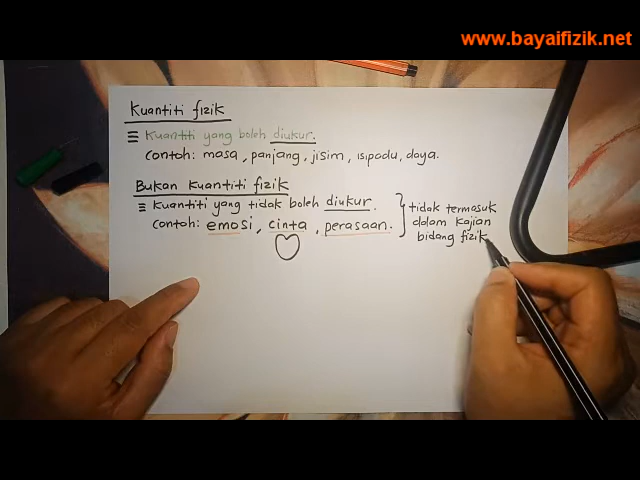 www.bayaifizik.net
Kuantiti fizik
≡ Kuantiti yang boleh diukur.
Contoh: masa, panjang, jisim, isipadu, daya.
Bukan Kuantiti fizik
≡ Kuantiti yang tidak boleh diukur.
Contoh: emosi, cinta, perasaan.
tidak termasuk
dalam kajian
bidang fizik